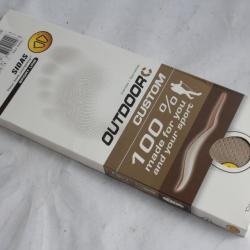 SIDAS
OUTDOOR
CUSTOM
100 %
made for you
and your sport